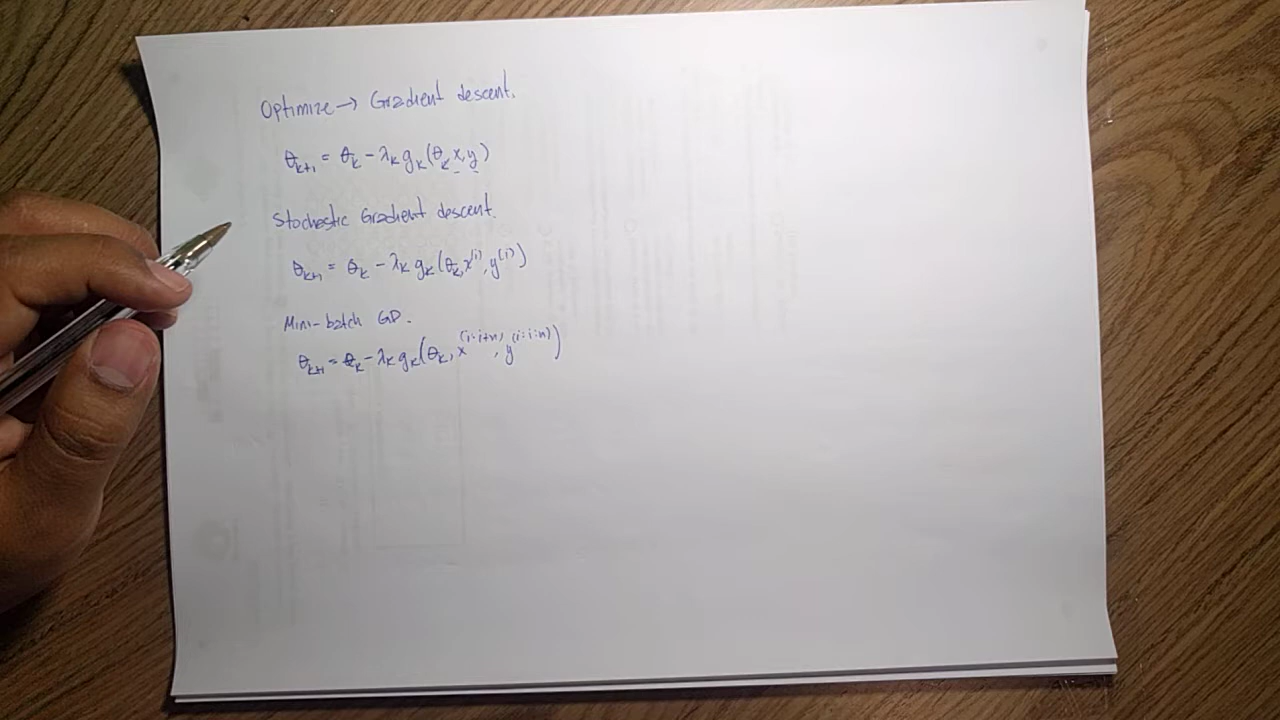 Optimize → Gradient descent.
θₖ₊₁ = θₖ − λₖ gₖ(θₖ x, y)
Stochastic Gradient descent.
θₖ₊₁ = θₖ − λₖ gₖ(θₖ, x⁽ⁱ⁾, y⁽ⁱ⁾)
Mini-batch GD.
θₖ₊₁ = θₖ − λₖ gₖ(θₖ, x^(i:i+n), y^(i:i:n))